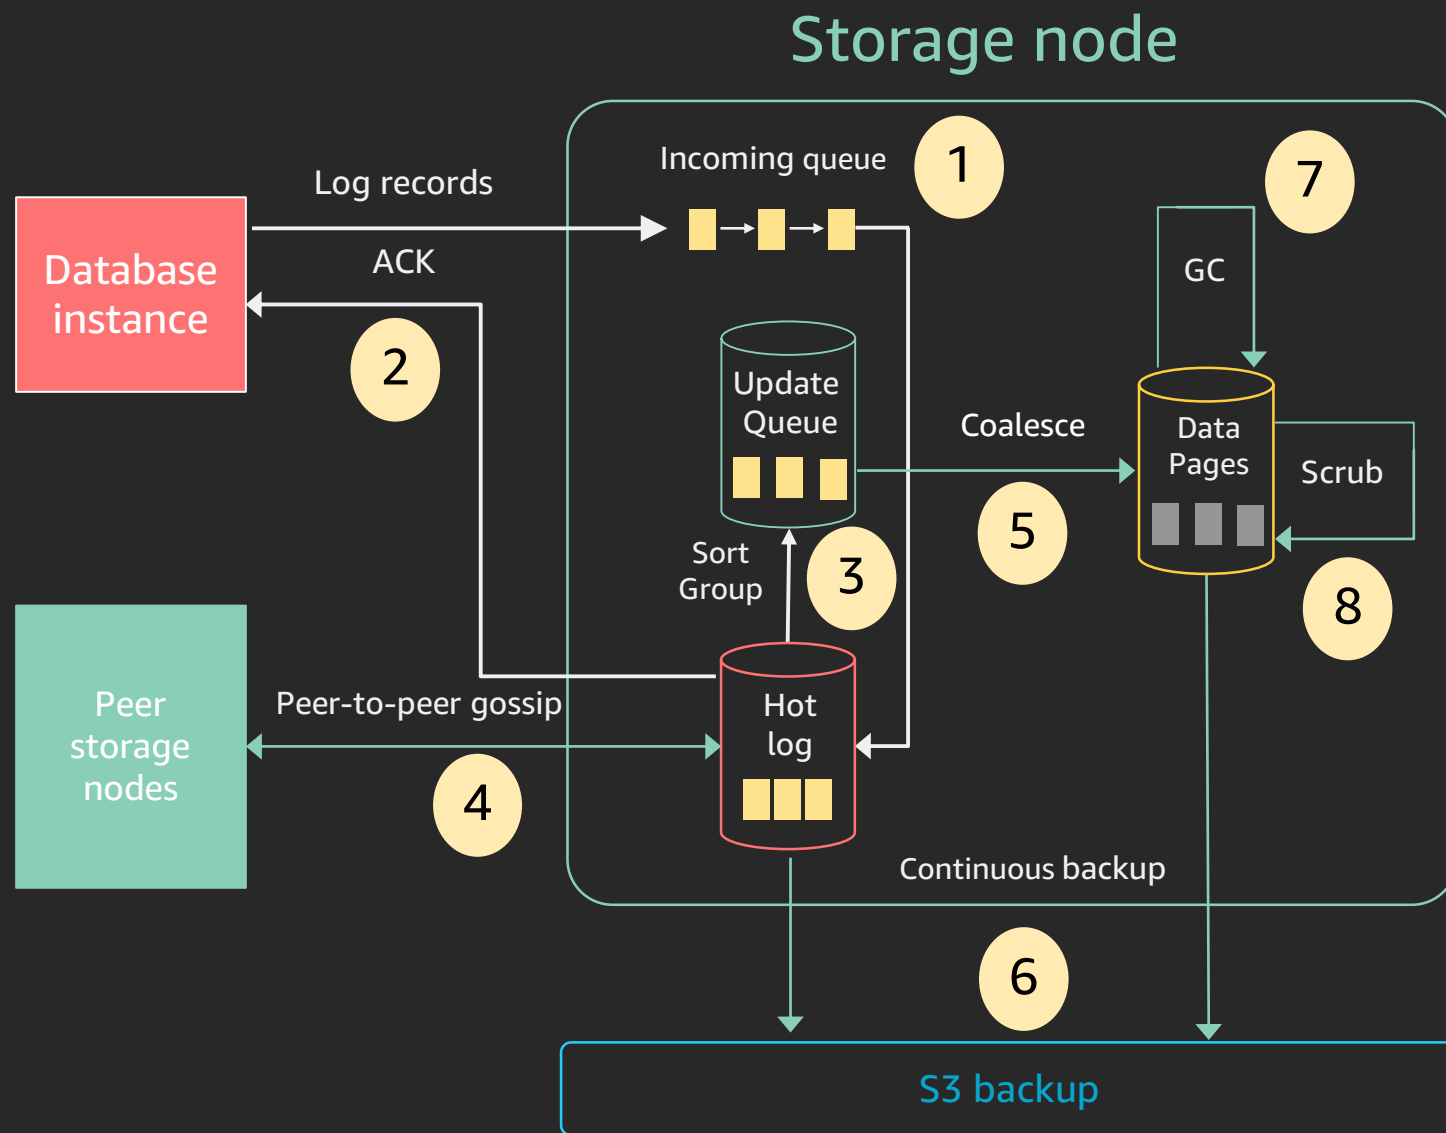 Storage node
Incoming queue
1
7
Log records
ACK
GC
Database
instance
2
Update
Queue
Coalesce
Data
Pages
Scrub
5
Sort
Group
3
8
Peer
storage
nodes
Peer-to-peer gossip
4
Hot
log
Continuous backup
6
S3 backup